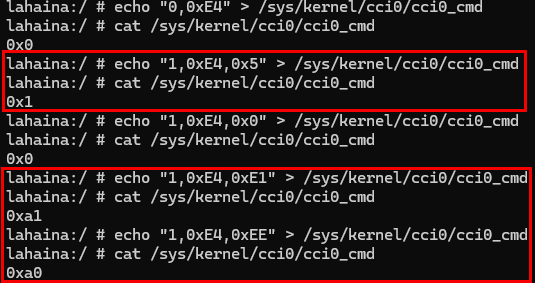 lahaina:/ # echo "0,0xE4" > /sys/kernel/cci0/cci0_cmd
lahaina:/ # cat /sys/kernel/cci0/cci0_cmd
0x0
lahaina:/ # echo "1,0xE4,0x5" > /sys/kernel/cci0/cci0_cmd
lahaina:/ # cat /sys/kernel/cci0/cci0_cmd
0x1
lahaina:/ # echo "1,0xE4,0x0" > /sys/kernel/cci0/cci0_cmd
lahaina:/ # cat /sys/kernel/cci0/cci0_cmd
0x0
lahaina:/ # echo "1,0xE4,0xE1" > /sys/kernel/cci0/cci0_cmd
lahaina:/ # cat /sys/kernel/cci0/cci0_cmd
0xa1
lahaina:/ # echo "1,0xE4,0xEE" > /sys/kernel/cci0/cci0_cmd
lahaina:/ # cat /sys/kernel/cci0/cci0_cmd
0xa0